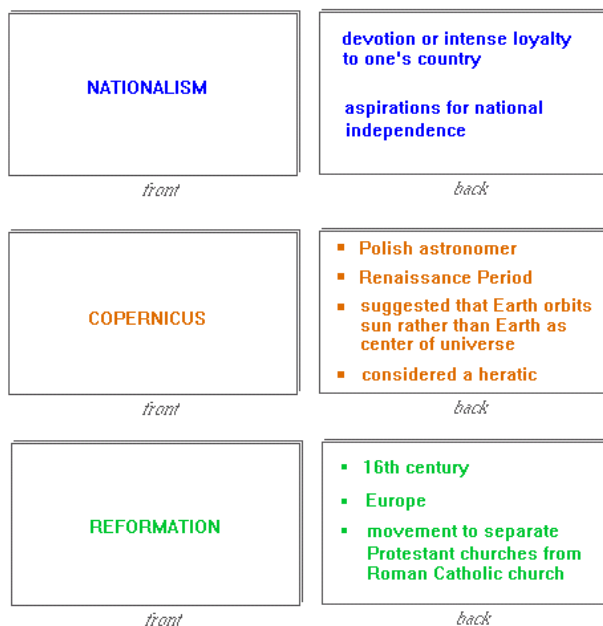 NATIONALISM
devotion or intense loyalty
to one's country
aspirations for national
independence
front
back
COPERNICUS
▪ Polish astronomer
▪ Renaissance Period
▪ suggested that Earth orbits
sun rather than Earth as
center of universe
▪ considered a heratic
front
back
REFORMATION
▪ 16th century
▪ Europe
▪ movement to separate
Protestant churches from
Roman Catholic church
front
back